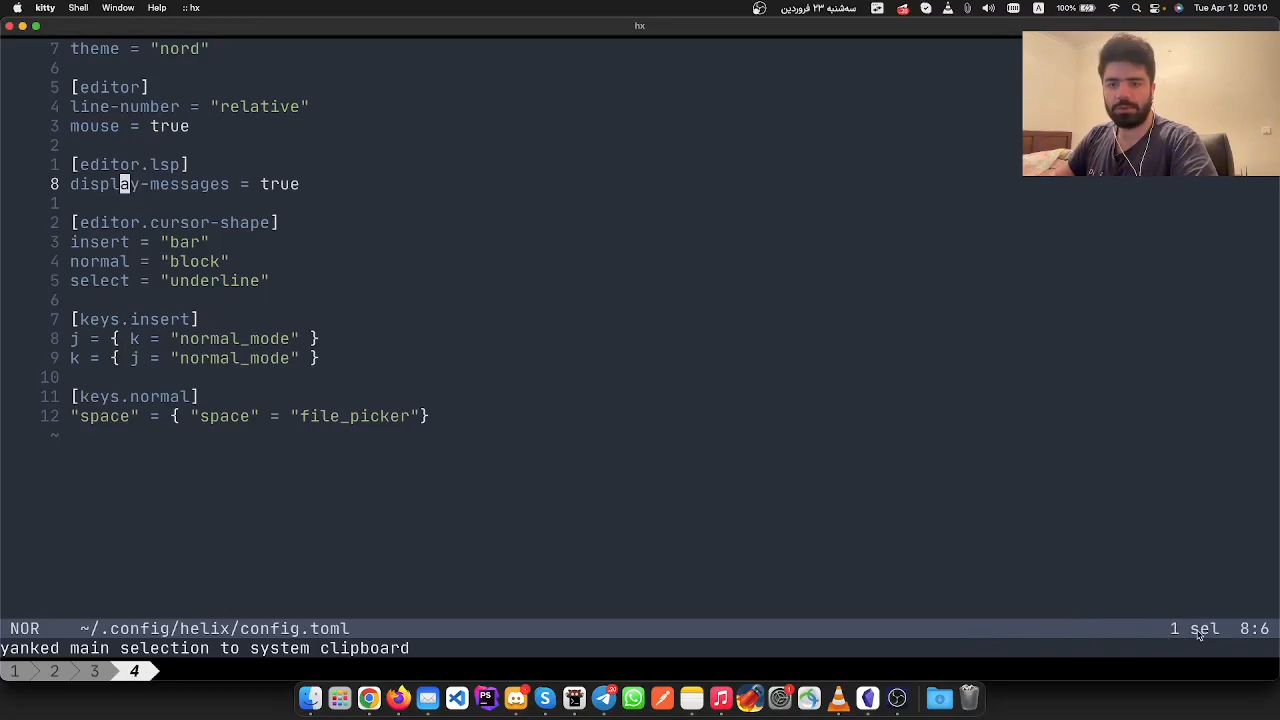 kitty Shell Edit Window Help ::hx سه‌شنبه ۲۳ فروردین A 100% Tue Apr 12 00:10
hx
7 theme = "nord"
6
5 [editor]
4 line-number = "relative"
3 mouse = true
2
1 [editor.lsp]
8 display-messages = true
1
2 [editor.cursor-shape]
3 insert = "bar"
4 normal = "block"
5 select = "underline"
6
7 [keys.insert]
8 j = { k = "normal_mode" }
9 k = { j = "normal_mode" }
10
11 [keys.normal]
12 "space" = { "space" = "file_picker"}
~
NOR ~/.config/helix/config.toml 1 sel 8:6
yanked main selection to system clipboard
1 2 3 4
PS